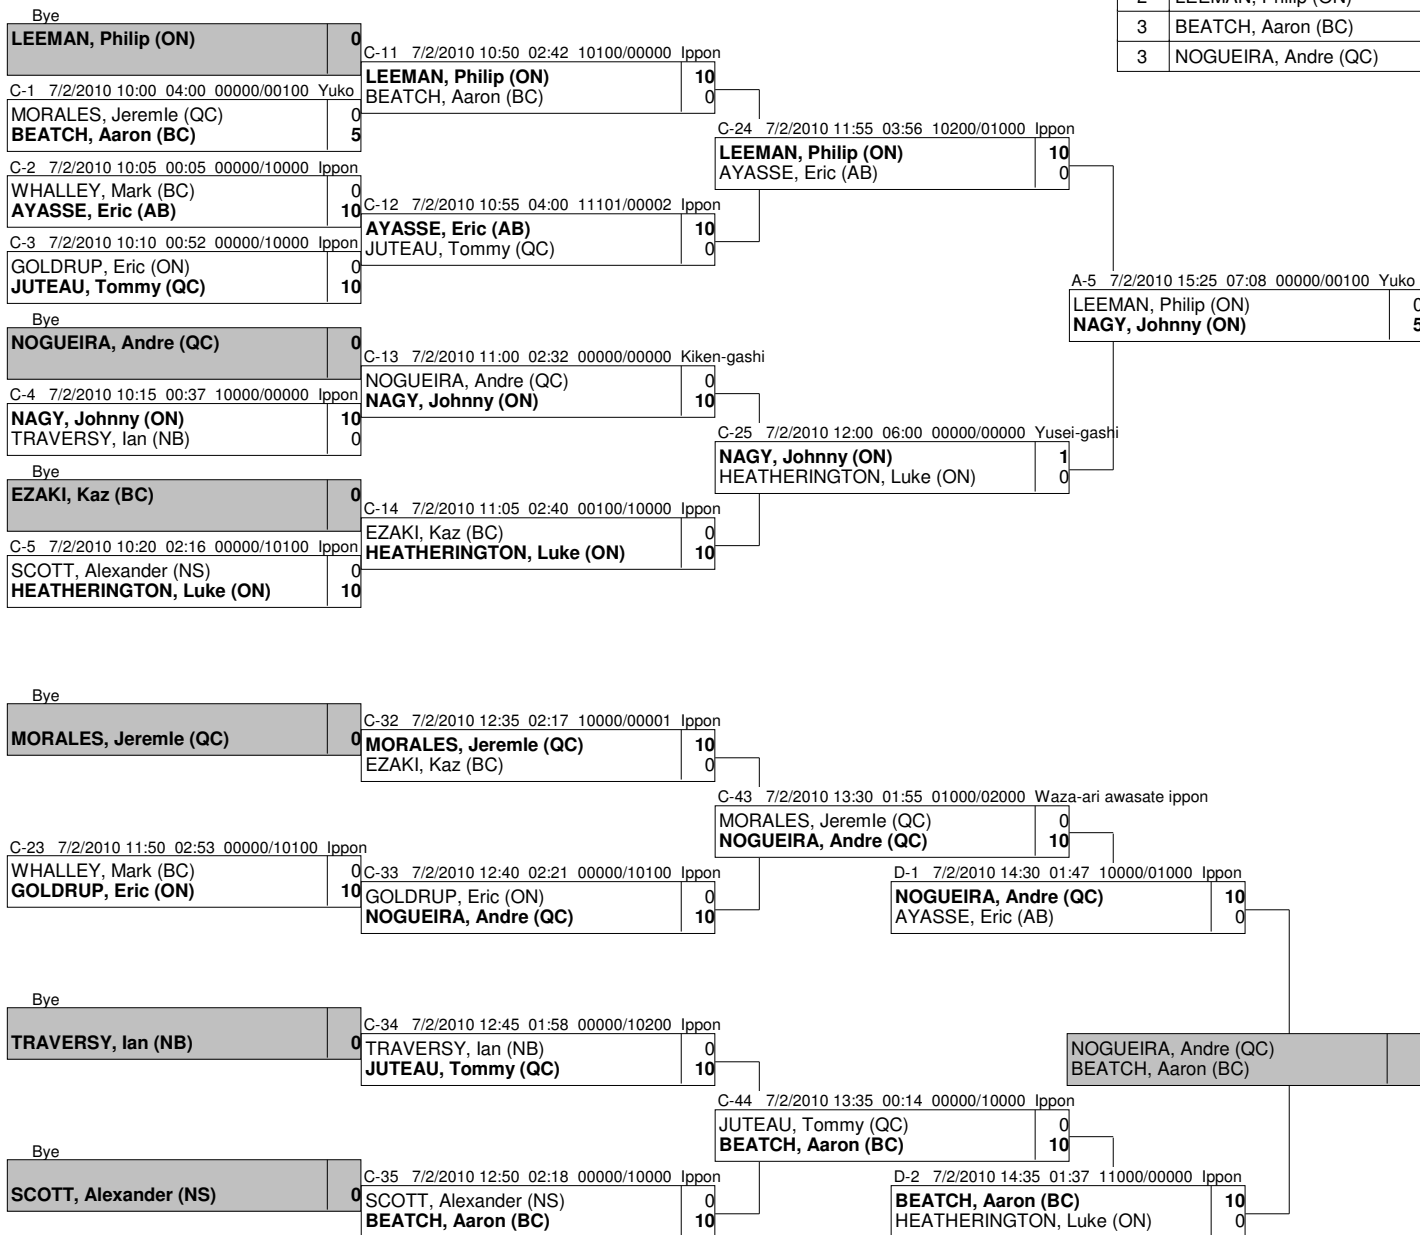 2 LEEMAN, Philip (ON)
3 BEATCH, Aaron (BC)
3 NOGUEIRA, Andre (QC)
Bye
LEEMAN, Philip (ON) 0
C-1 7/2/2010 10:00 04:00 00000/00100 Yuko
MORALES, Jeremle (QC) 0
BEATCH, Aaron (BC) 5
C-2 7/2/2010 10:05 00:05 00000/10000 Ippon
WHALLEY, Mark (BC) 0
AYASSE, Eric (AB) 10
C-3 7/2/2010 10:10 00:52 00000/10000 Ippon
GOLDRUP, Eric (ON) 0
JUTEAU, Tommy (QC) 10
Bye
NOGUEIRA, Andre (QC) 0
C-4 7/2/2010 10:15 00:37 10000/00000 Ippon
NAGY, Johnny (ON) 10
TRAVERSY, Ian (NB) 0
Bye
EZAKI, Kaz (BC) 0
C-5 7/2/2010 10:20 02:16 00000/10100 Ippon
SCOTT, Alexander (NS) 0
HEATHERINGTON, Luke (ON) 10
C-11 7/2/2010 10:50 02:42 10100/00000 Ippon
LEEMAN, Philip (ON) 10
BEATCH, Aaron (BC) 0
C-12 7/2/2010 10:55 04:00 11101/00002 Ippon
AYASSE, Eric (AB) 10
JUTEAU, Tommy (QC) 0
C-13 7/2/2010 11:00 02:32 00000/00000 Kiken-gashi
NOGUEIRA, Andre (QC) 0
NAGY, Johnny (ON) 10
C-14 7/2/2010 11:05 02:40 00100/10000 Ippon
EZAKI, Kaz (BC) 0
HEATHERINGTON, Luke (ON) 10
C-24 7/2/2010 11:55 03:56 10200/01000 Ippon
LEEMAN, Philip (ON) 10
AYASSE, Eric (AB) 0
C-25 7/2/2010 12:00 06:00 00000/00000 Yusei-gashi
NAGY, Johnny (ON) 1
HEATHERINGTON, Luke (ON) 0
A-5 7/2/2010 15:25 07:08 00000/00100 Yuko
LEEMAN, Philip (ON) 0
NAGY, Johnny (ON) 5
Bye
MORALES, Jeremle (QC) 0
C-23 7/2/2010 11:50 02:53 00000/10100 Ippon
WHALLEY, Mark (BC) 0
GOLDRUP, Eric (ON) 10
Bye
TRAVERSY, Ian (NB) 0
Bye
SCOTT, Alexander (NS) 0
C-32 7/2/2010 12:35 02:17 10000/00001 Ippon
MORALES, Jeremle (QC) 10
EZAKI, Kaz (BC) 0
C-33 7/2/2010 12:40 02:21 00000/10100 Ippon
GOLDRUP, Eric (ON) 0
NOGUEIRA, Andre (QC) 10
C-34 7/2/2010 12:45 01:58 00000/10200 Ippon
TRAVERSY, Ian (NB) 0
JUTEAU, Tommy (QC) 10
C-35 7/2/2010 12:50 02:18 00000/10000 Ippon
SCOTT, Alexander (NS) 0
BEATCH, Aaron (BC) 10
C-43 7/2/2010 13:30 01:55 01000/02000 Waza-ari awasate ippon
MORALES, Jeremle (QC) 0
NOGUEIRA, Andre (QC) 10
C-44 7/2/2010 13:35 00:14 00000/10000 Ippon
JUTEAU, Tommy (QC) 0
BEATCH, Aaron (BC) 10
D-1 7/2/2010 14:30 01:47 10000/01000 Ippon
NOGUEIRA, Andre (QC) 10
AYASSE, Eric (AB) 0
D-2 7/2/2010 14:35 01:37 11000/00000 Ippon
BEATCH, Aaron (BC) 10
HEATHERINGTON, Luke (ON) 0
NOGUEIRA, Andre (QC)
BEATCH, Aaron (BC)